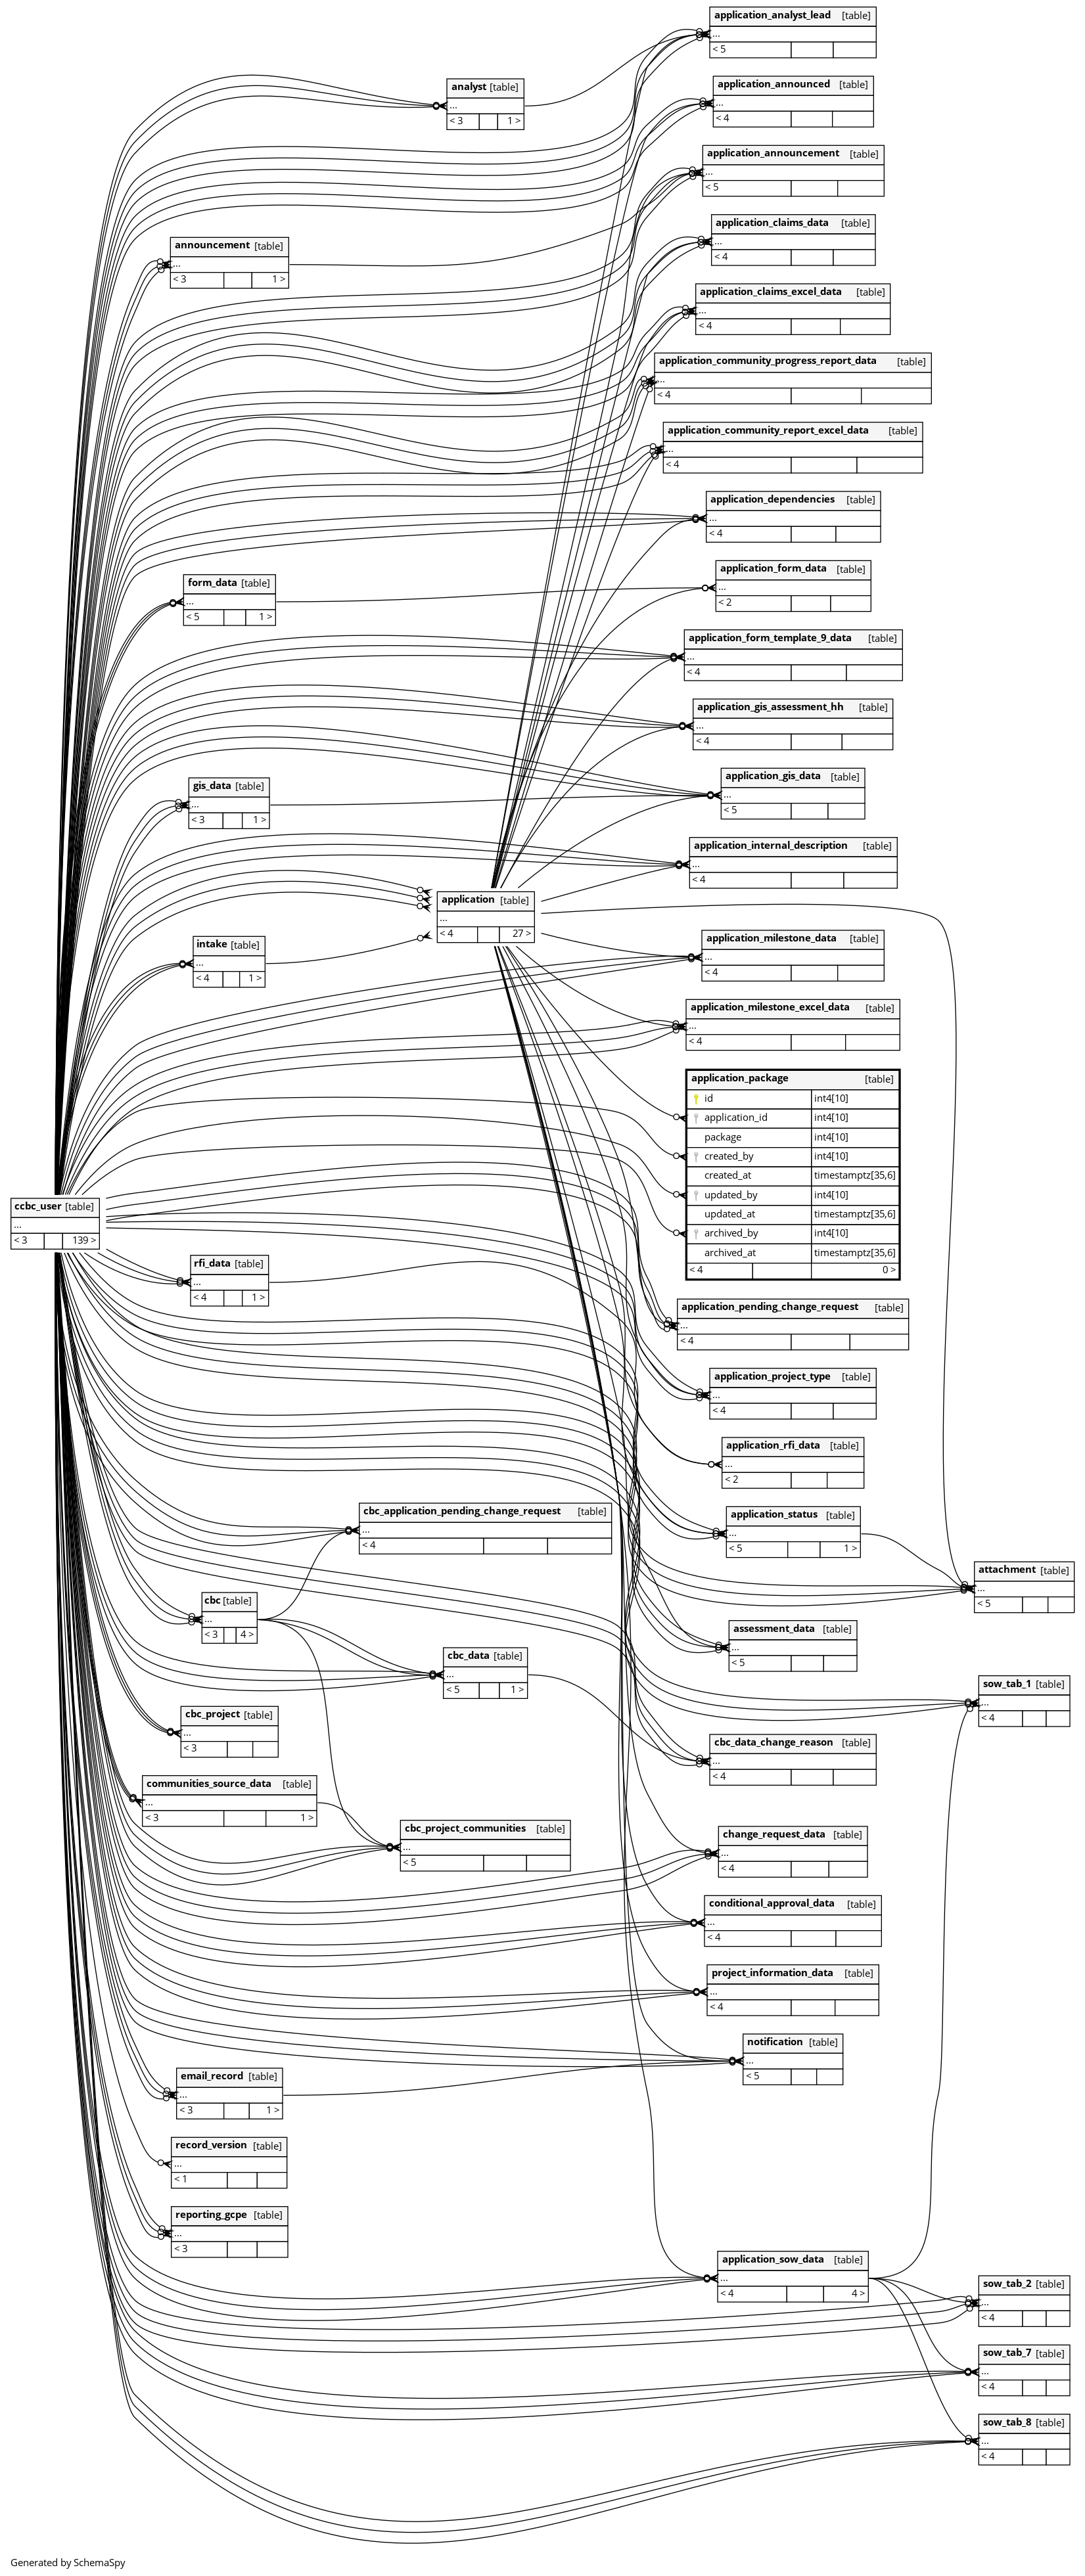 application_analyst_lead [table]
...
< 5
analyst [table]
...
< 3 1 >
application_announced [table]
...
< 4
application_announcement [table]
...
< 5
application_claims_data [table]
...
< 4
announcement [table]
...
< 3 1 >
application_claims_excel_data [table]
...
< 4
application_community_progress_report_data [table]
...
< 4
application_community_report_excel_data [table]
...
< 4
application_dependencies [table]
...
< 4
application_form_data [table]
...
< 2
form_data [table]
...
< 5 1 >
application_form_template_9_data [table]
...
< 4
application_gis_assessment_hh [table]
...
< 4
application_gis_data [table]
...
< 5
gis_data [table]
...
< 3 1 >
application_internal_description [table]
...
< 4
application [table]
...
< 4 27 >
intake [table]
...
< 4 1 >
application_milestone_data [table]
...
< 4
application_milestone_excel_data [table]
...
< 4
application_package [table]
id int4[10]
application_id int4[10]
package int4[10]
created_by int4[10]
created_at timestamptz[35,6]
updated_by int4[10]
updated_at timestamptz[35,6]
archived_by int4[10]
archived_at timestamptz[35,6]
< 4 0 >
ccbc_user [table]
...
< 3 139 >
rfi_data [table]
...
< 4 1 >
application_pending_change_request [table]
...
< 4
application_project_type [table]
...
< 4
application_rfi_data [table]
...
< 2
cbc_application_pending_change_request [table]
...
< 4
application_status [table]
...
< 5 1 >
attachment [table]
...
< 5
cbc [table]
...
< 3 4 >
assessment_data [table]
...
< 5
cbc_data [table]
...
< 5 1 >
sow_tab_1 [table]
...
< 4
cbc_project [table]
...
< 3
cbc_data_change_reason [table]
...
< 4
communities_source_data [table]
...
< 3 1 >
cbc_project_communities [table]
...
< 5
change_request_data [table]
...
< 4
conditional_approval_data [table]
...
< 4
project_information_data [table]
...
< 4
notification [table]
...
< 5
email_record [table]
...
< 3 1 >
record_version [table]
...
< 1
reporting_gcpe [table]
...
< 3
application_sow_data [table]
...
< 4 4 >
sow_tab_2 [table]
...
< 4
sow_tab_7 [table]
...
< 4
sow_tab_8 [table]
...
< 4
Generated by SchemaSpy